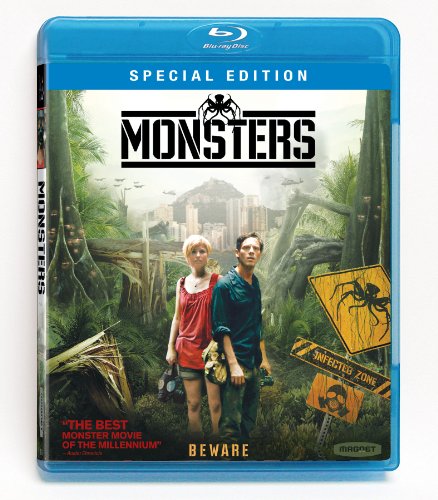 Blu-ray Disc
SPECIAL EDITION
MONSTERS
MONSTERS
INFECTED ZONE
"THE BEST
MONSTER MOVIE
OF THE MILLENNIUM"
BEWARE
MAGNET